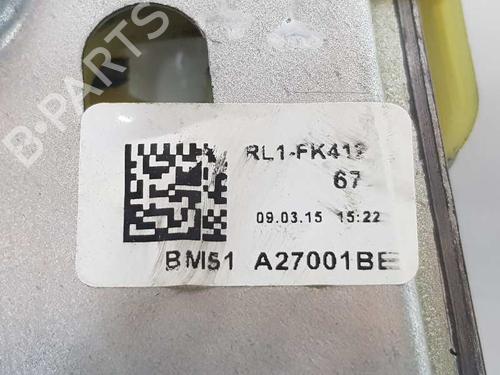 B-PARTS
RL1-FK412
67
09.03.15 15:22
BM51 A27001BE